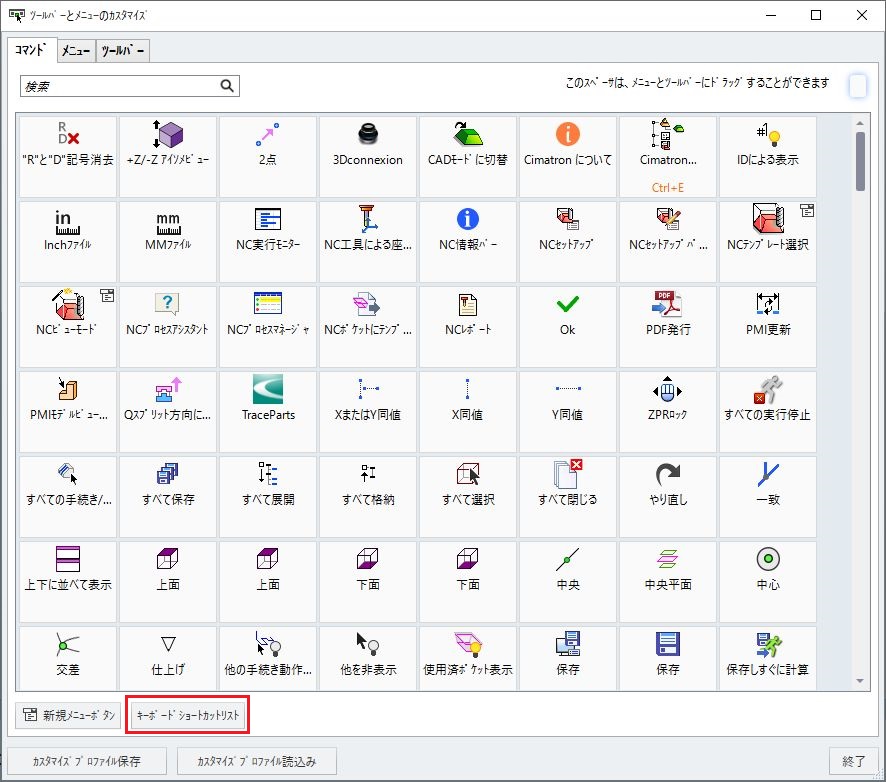 ﾂｰﾙﾊﾞｰとﾒﾆｭｰのｶｽﾀﾏｲｽﾞ
ｺﾏﾝﾄﾞ ﾒﾆｭｰ ﾂｰﾙﾊﾞｰ
検索
このｽﾍﾟｰｻは、ﾒﾆｭｰとﾂｰﾙﾊﾞｰにﾄﾞﾗｯｸﾞすることができます
"R"と"D"記号消去 +Z/-Z ｱｲｿﾒﾋﾞｭｰ 2点 3Dconnexion CADﾓｰﾄﾞに切替 Cimatron について Cimatron... IDによる表示
Ctrl+E
Inchﾌｧｲﾙ MMﾌｧｲﾙ NC実行ﾓﾆﾀｰ NC工具による座... NC情報ﾊﾞｰ NCｾｯﾄｱｯﾌﾟ NCｾｯﾄｱｯﾌﾟﾊﾞ... NCﾃﾝﾌﾟﾚｰﾄ選択
NCﾋﾞｭｰﾓｰﾄﾞ NCﾌﾟﾛｾｽｱｼｽﾀﾝﾄ NCﾌﾟﾛｾｽﾏﾈｰｼﾞｬ NCﾎﾟｹｯﾄにﾃﾝﾌﾟ... NCﾚﾎﾟｰﾄ Ok PDF発行 PMI更新
PMIﾓﾃﾞﾙﾋﾞｭｰ... Qｽﾌﾟﾘｯﾄ方向に... TraceParts XまたはY同値 X同値 Y同値 ZPRﾛｯｸ すべての実行停止
すべての手続き/... すべて保存 すべて展開 すべて格納 すべて選択 すべて閉じる やり直し 一致
上下に並べて表示 上面 上面 下面 下面 中央 中央平面 中心
交差 仕上げ 他の手続き動作... 他を非表示 使用済ﾎﾟｹｯﾄ表示 保存 保存 保存しすぐに計算
新規ﾒﾆｭｰﾎﾞﾀﾝ ｷｰﾎﾞｰﾄﾞｼｮｰﾄｶｯﾄﾘｽﾄ
ｶｽﾀﾏｲｽﾞﾌﾟﾛﾌｧｲﾙ保存 ｶｽﾀﾏｲｽﾞﾌﾟﾛﾌｧｲﾙ読込み 終了